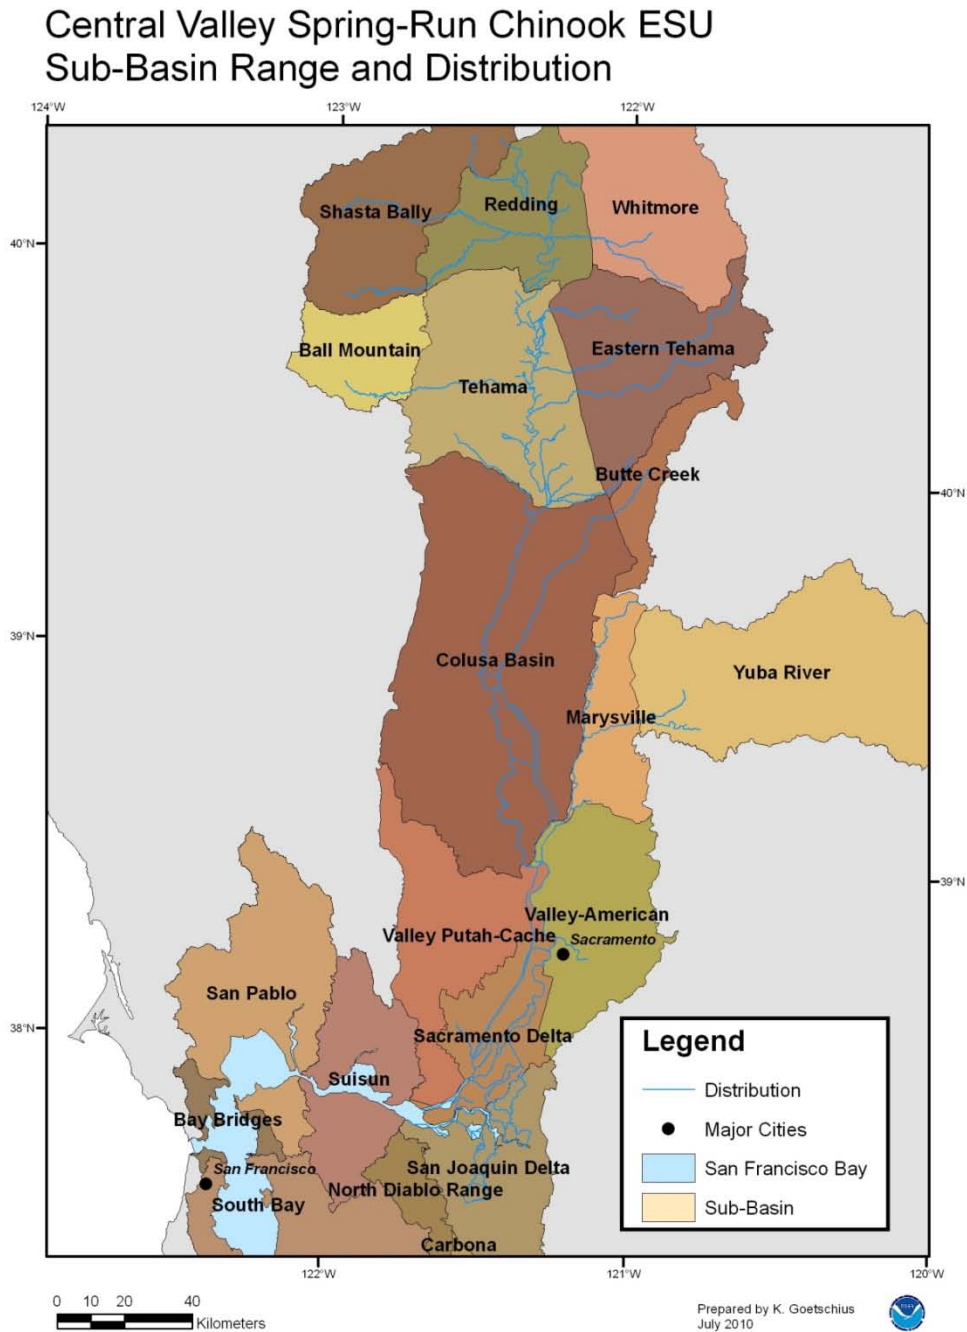 Central Valley Spring-Run Chinook ESU
Sub-Basin Range and Distribution
124°W
123°W
122°W
Shasta Bally
Redding
Whitmore
40°N
Ball Mountain
Eastern Tehama
Tehama
Butte Creek
40°N
39°N
Colusa Basin
Yuba River
Marysville
39°N
Valley-American
Valley Putah-Cache
Sacramento
San Pablo
38°N
Sacramento Delta
Suisun
Bay Bridges
San Francisco
San Joaquin Delta
North Diablo Range
South Bay
Carbona
Legend
Distribution
Major Cities
San Francisco Bay
Sub-Basin
122°W
121°W
120°W
0 10 20 40
Kilometers
Prepared by K. Goetschius
July 2010